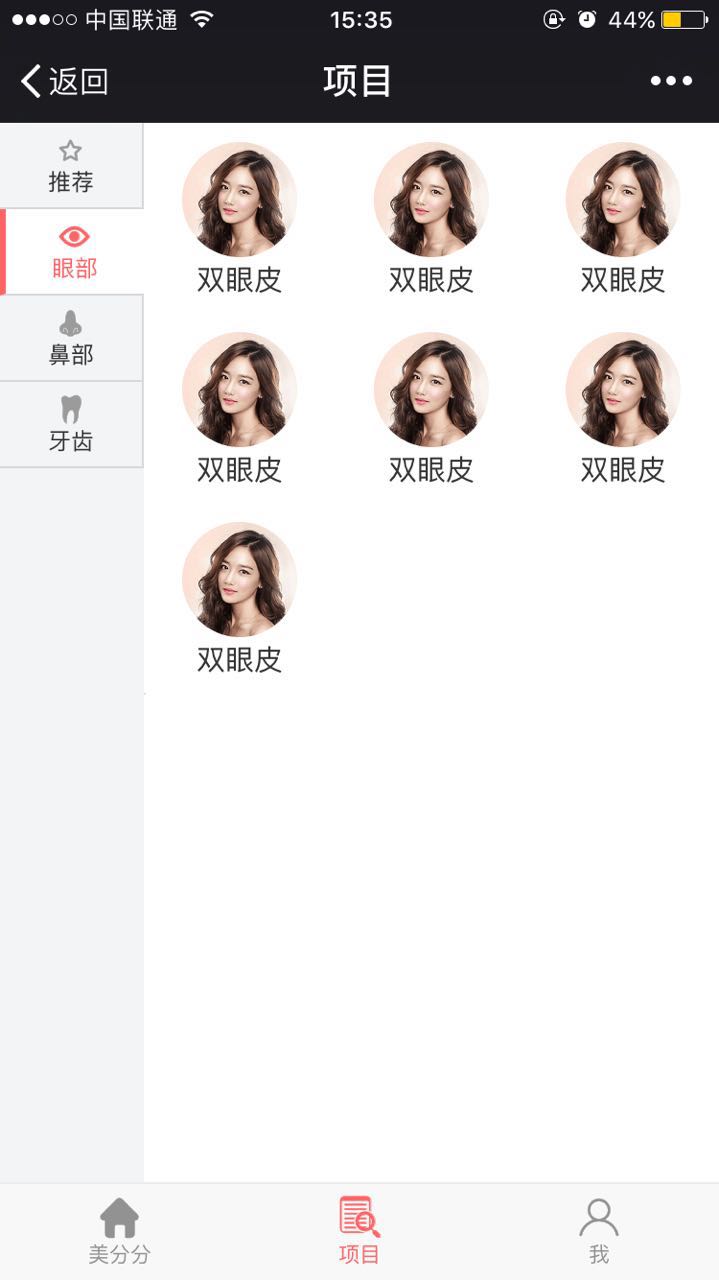 中国联通 15:35 44%
返回 项目
推荐
眼部
鼻部
牙齿
双眼皮 双眼皮 双眼皮
双眼皮 双眼皮 双眼皮
双眼皮
美分分 项目 我